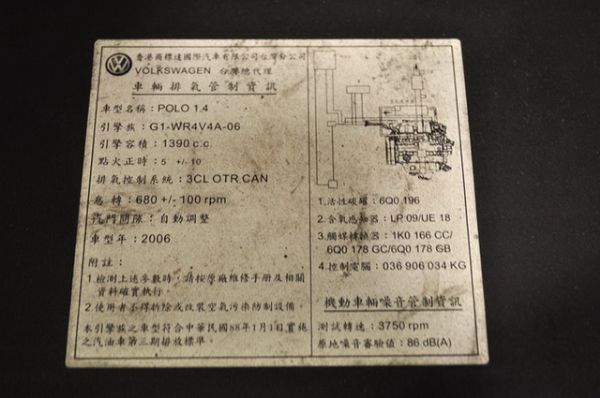 香港商標達國際汽車有限公司台灣分公司
VOLKSWAGEN 台灣總代理
車輛排氣管制資訊
車型名稱：POLO 1.4
引擎族：G1-WR4V4A-06
引擎容積：1390 c.c.
點火正時：5 +/- 10
排氣控制系統：3CL OTR.CAN
怠轉：680 +/- 100 rpm
汽門間隙：自動調整
車型年：2006
附註：
1.檢測上述參數時，請按原廠維修手冊及相關
資料確實執行。
2.使用者不得拆除或改裝空氣污染防制設備。
本引擎族之車型符合中華民國88年1月1日實施
之汽油車第三期排放標準。
1.活性碳罐：6Q0 196
2.含氧感知器：LR 09/UE 18
3.觸媒轉換器：1K0 166 CC/
6Q0 178 GC/6Q0 178 GB
4.控制電腦：036 906 034 KG
機動車輛噪音管制資訊
測試轉速：3750 rpm
原地噪音審驗值：86 dB(A)